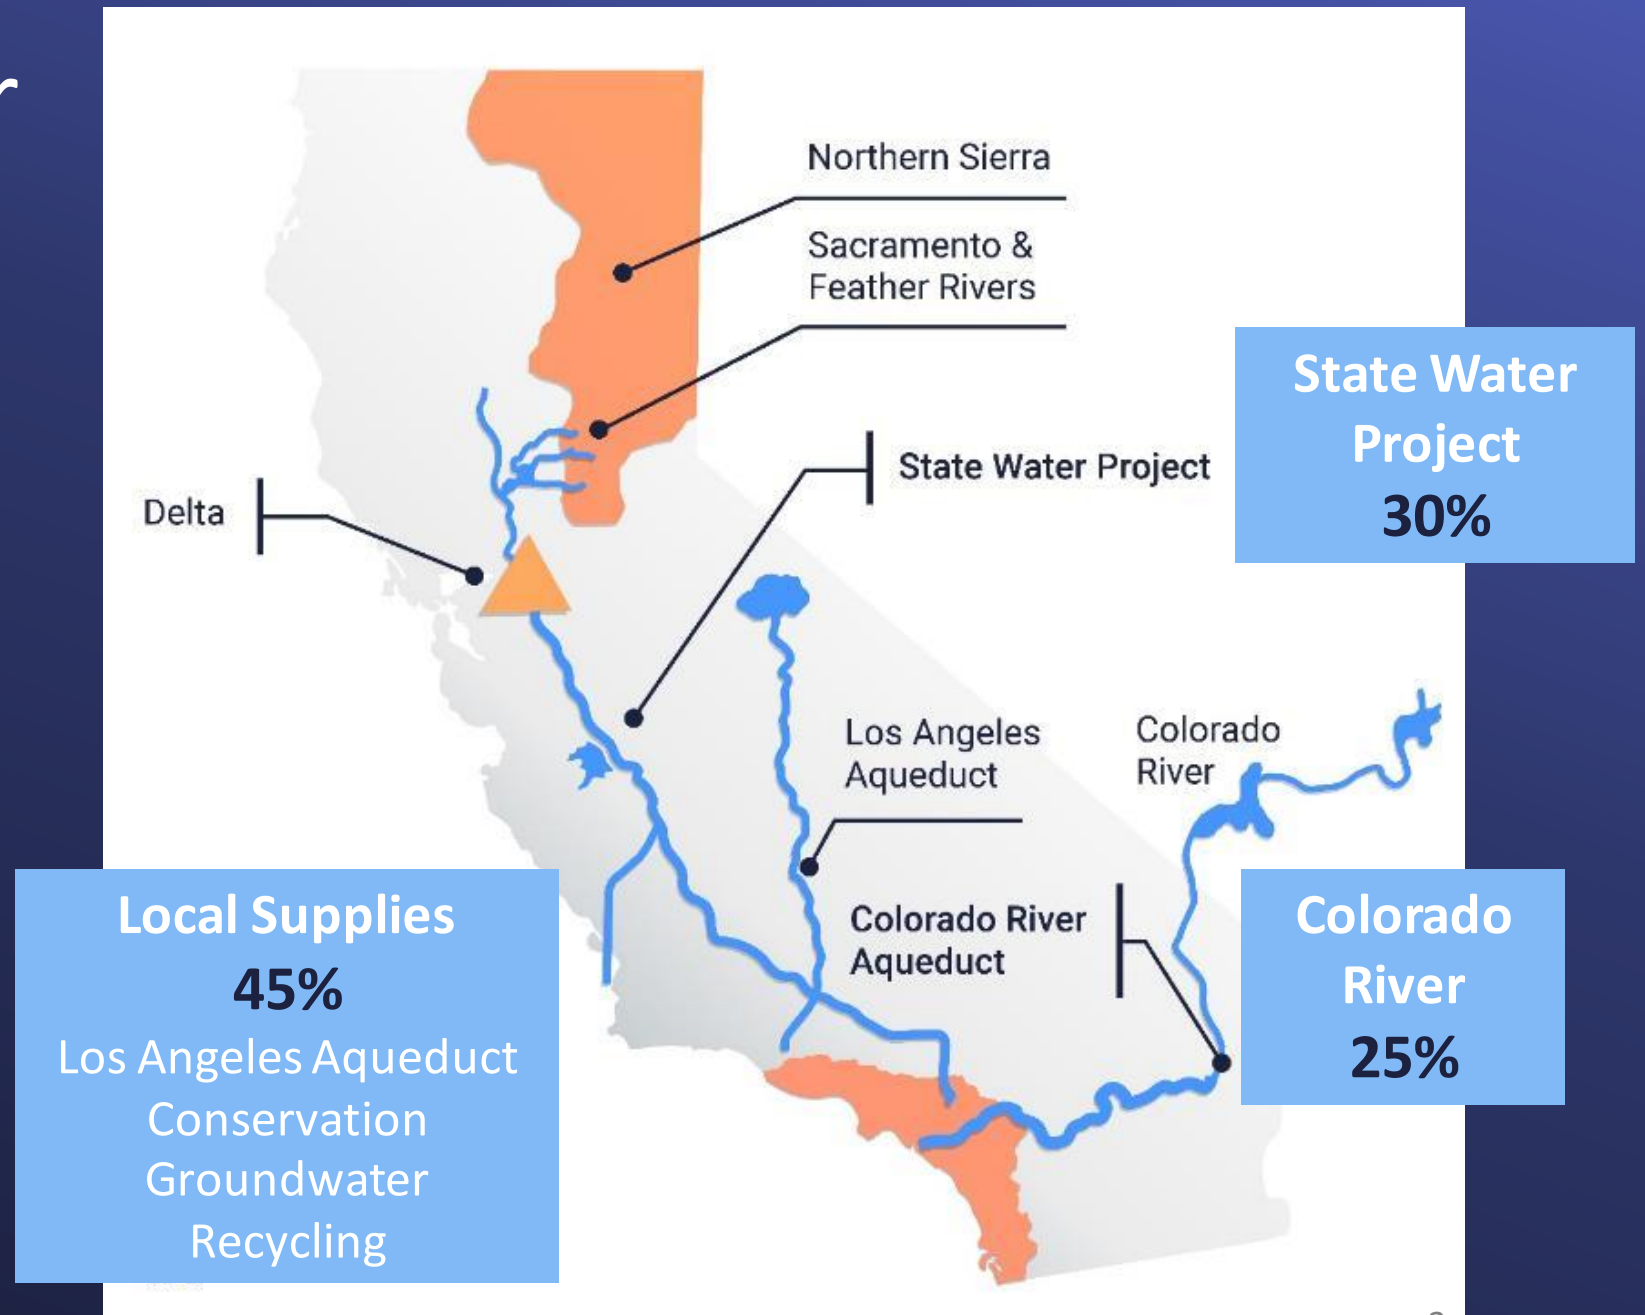 r
Northern Sierra
Sacramento &
Feather Rivers
State Water
Project
30%
State Water Project
Delta
Los Angeles
Aqueduct
Colorado
River
Local Supplies
45%
Los Angeles Aqueduct
Conservation
Groundwater
Recycling
Colorado River
Aqueduct
Colorado
River
25%